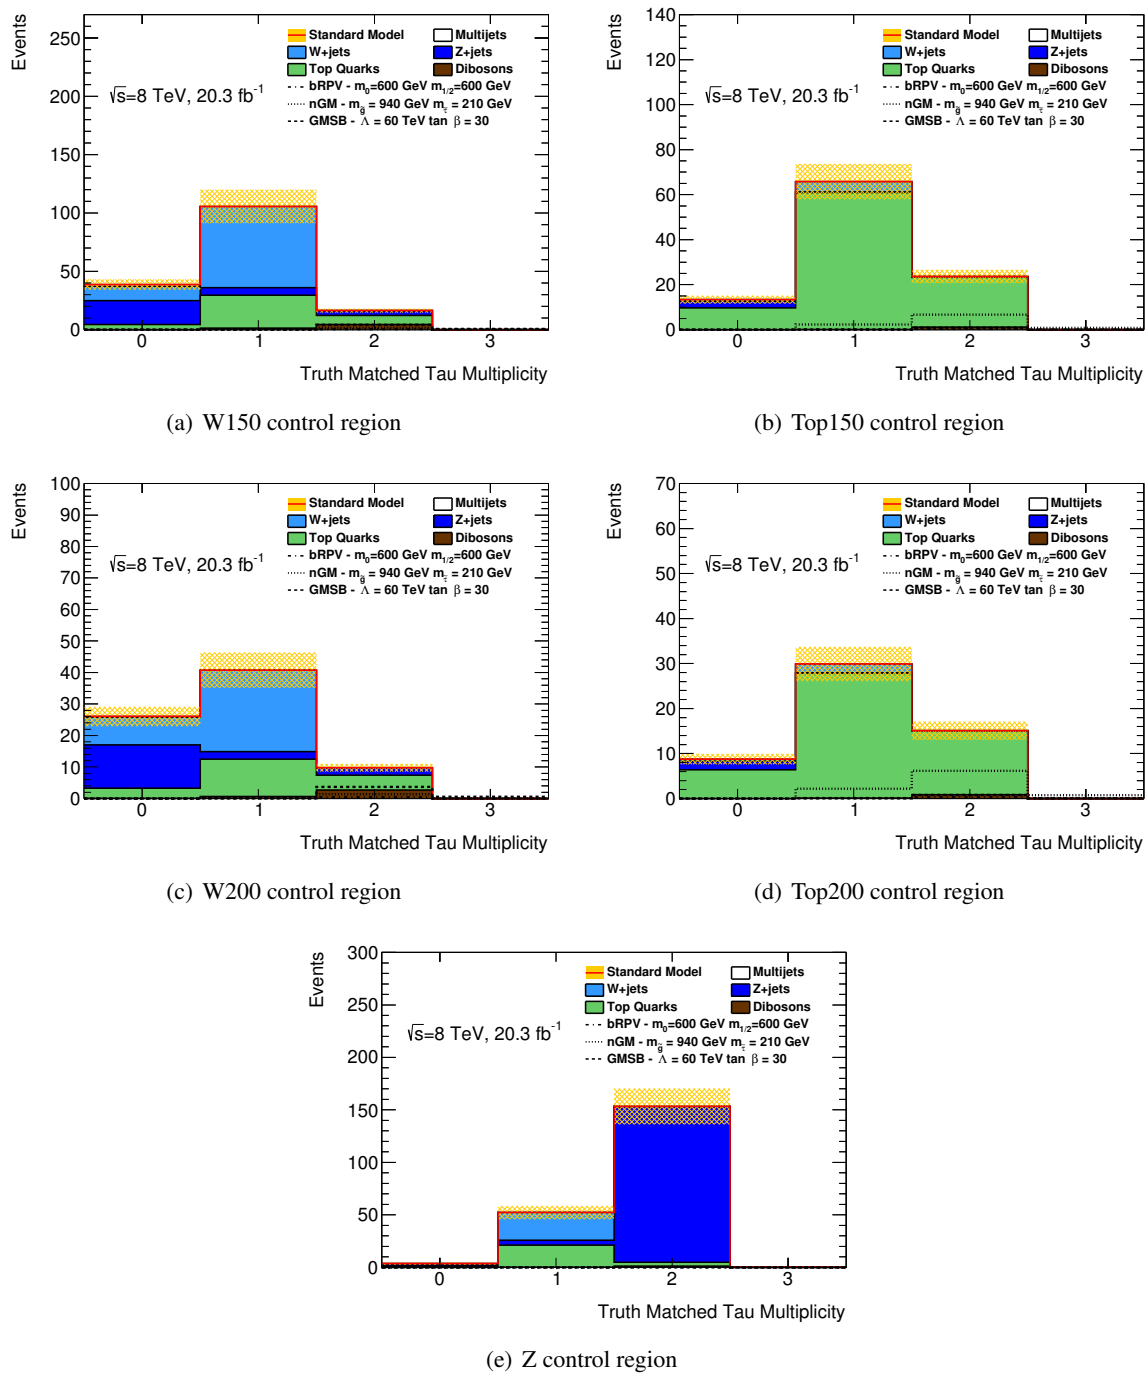 Events
250
200
150
100
50
0
Standard Model
Multijets
W+jets
Z+jets
Top Quarks
Dibosons
bRPV - m₀=600 GeV m₁/₂=600 GeV
√s=8 TeV, 20.3 fb⁻¹
nGM - m_g̃ = 940 GeV m_τ̃ = 210 GeV
GMSB - Λ = 60 TeV tan β = 30
0 1 2 3
Truth Matched Tau Multiplicity
(a) W150 control region
Events
140
120
100
80
60
40
20
0
Standard Model
Multijets
W+jets
Z+jets
Top Quarks
Dibosons
bRPV - m₀=600 GeV m₁/₂=600 GeV
√s=8 TeV, 20.3 fb⁻¹
nGM - m_g̃ = 940 GeV m_τ̃ = 210 GeV
GMSB - Λ = 60 TeV tan β = 30
0 1 2 3
Truth Matched Tau Multiplicity
(b) Top150 control region
Events
100
90
80
70
60
50
40
30
20
10
0
Standard Model
Multijets
W+jets
Z+jets
Top Quarks
Dibosons
bRPV - m₀=600 GeV m₁/₂=600 GeV
√s=8 TeV, 20.3 fb⁻¹
nGM - m_g̃ = 940 GeV m_τ̃ = 210 GeV
GMSB - Λ = 60 TeV tan β = 30
0 1 2 3
Truth Matched Tau Multiplicity
(c) W200 control region
Events
70
60
50
40
30
20
10
0
Standard Model
Multijets
W+jets
Z+jets
Top Quarks
Dibosons
bRPV - m₀=600 GeV m₁/₂=600 GeV
√s=8 TeV, 20.3 fb⁻¹
nGM - m_g̃ = 940 GeV m_τ̃ = 210 GeV
GMSB - Λ = 60 TeV tan β = 30
0 1 2 3
Truth Matched Tau Multiplicity
(d) Top200 control region
Events
300
250
200
150
100
50
0
Standard Model
Multijets
W+jets
Z+jets
Top Quarks
Dibosons
bRPV - m₀=600 GeV m₁/₂=600 GeV
√s=8 TeV, 20.3 fb⁻¹
nGM - m_g̃ = 940 GeV m_τ̃ = 210 GeV
GMSB - Λ = 60 TeV tan β = 30
0 1 2 3
Truth Matched Tau Multiplicity
(e) Z control region